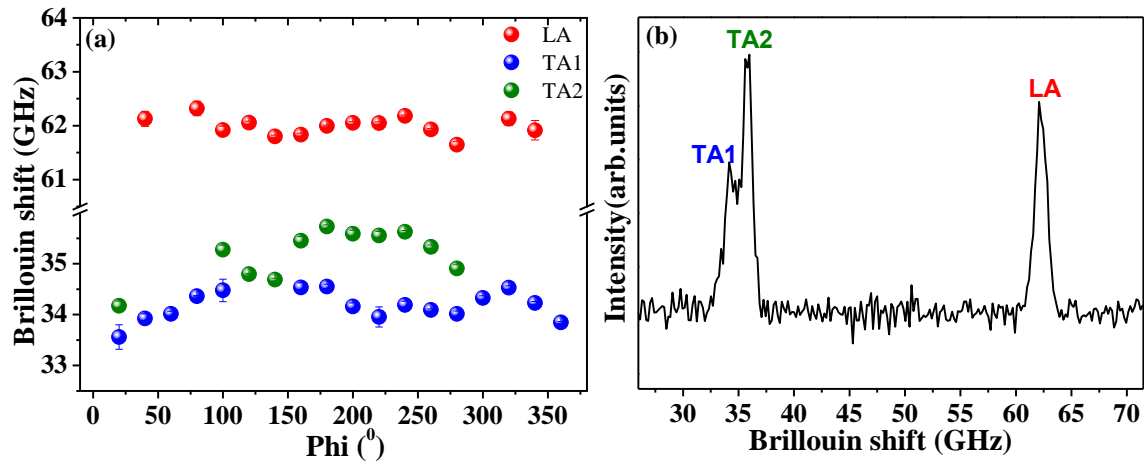 (a)
LA
TA1
TA2
Brillouin shift (GHz)
64
63
62
61
35
34
33
0 50 100 150 200 250 300 350
Phi (⁰)
(b)
TA2
TA1
LA
Intensity(arb.units)
30 35 40 45 50 55 60 65 70
Brillouin shift (GHz)